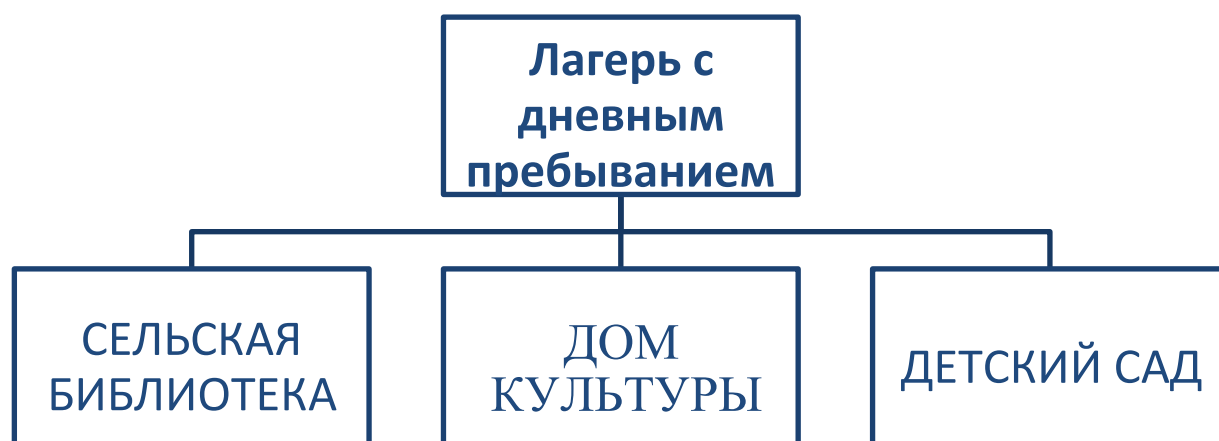 Лагерь с
дневным
пребыванием
СЕЛЬСКАЯ
БИБЛИОТЕКА
ДОМ
КУЛЬТУРЫ
ДЕТСКИЙ САД